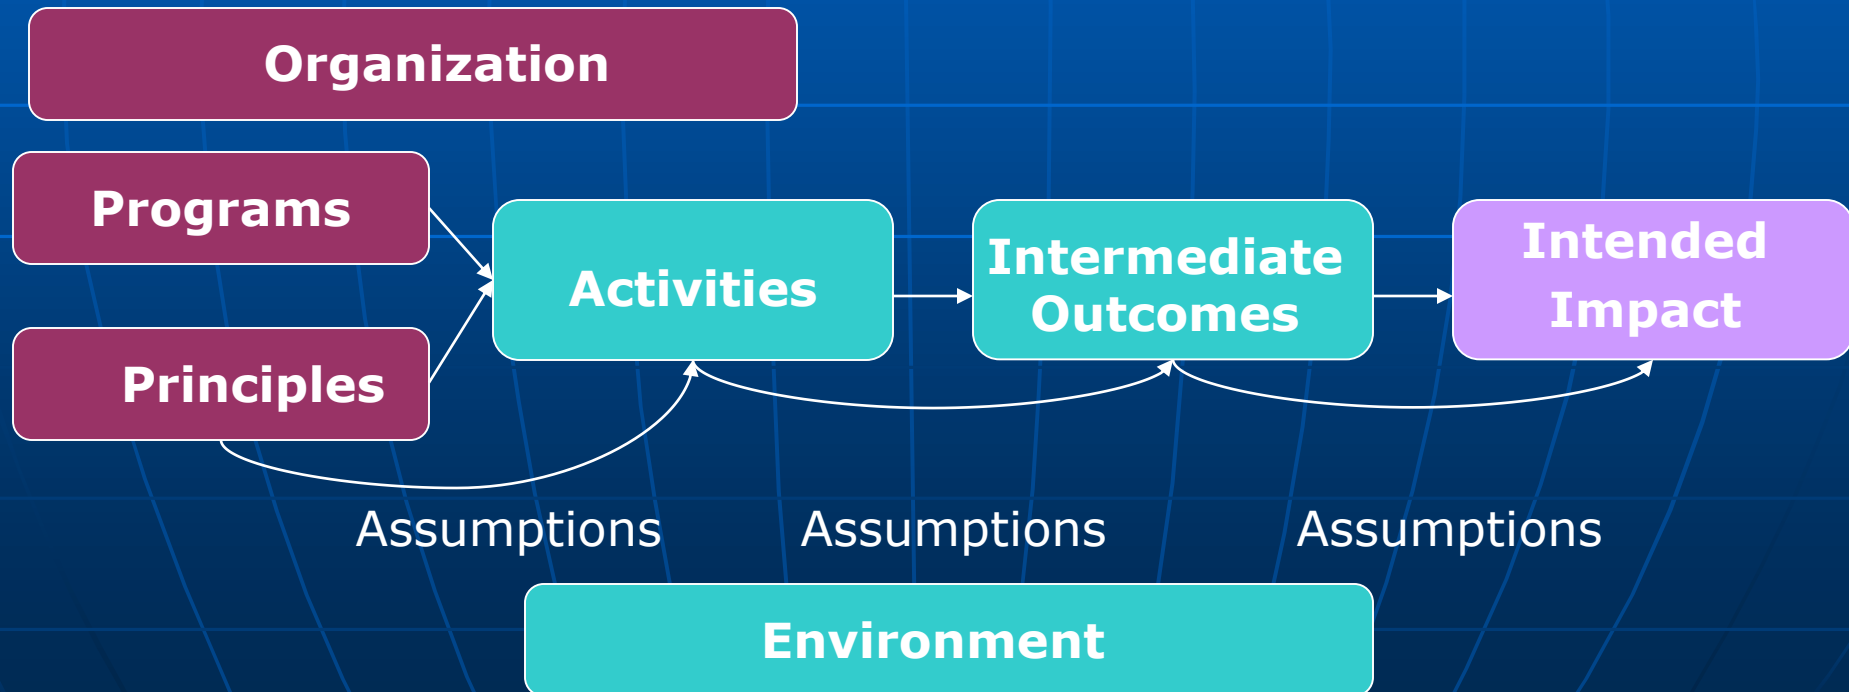 Organization
Programs
Activities
Intermediate
Outcomes
Intended
Impact
Principles
Assumptions
Assumptions
Assumptions
Environment